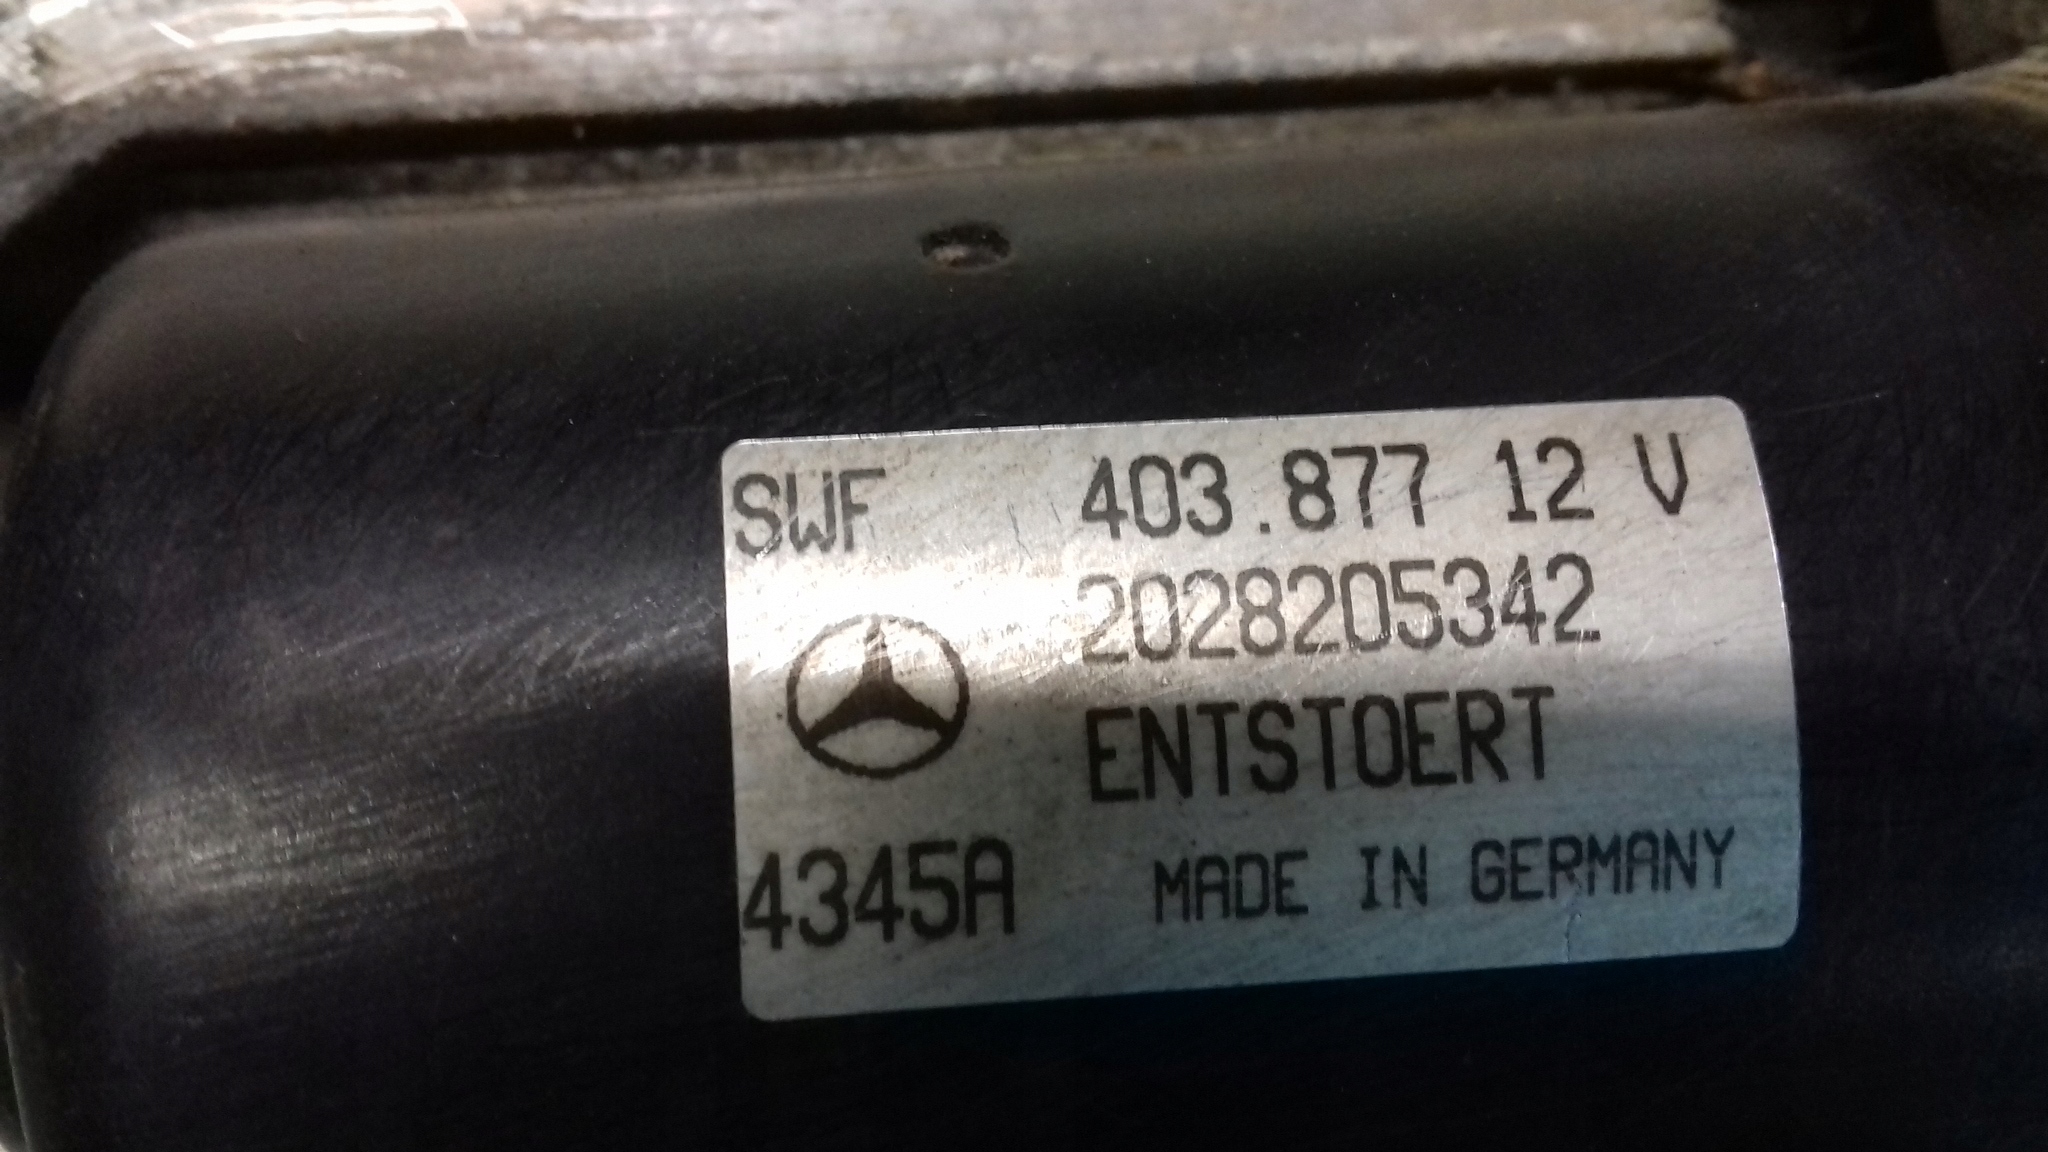 SWF 403.877 12 V
2028205342
ENTSTOERT
4345A MADE IN GERMANY